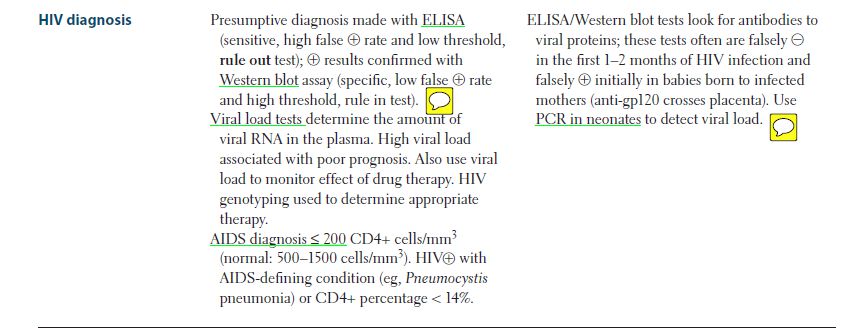 HIV diagnosis
Presumptive diagnosis made with ELISA
(sensitive, high false ⊕ rate and low threshold,
rule out test); ⊕ results confirmed with
Western blot assay (specific, low false ⊕ rate
and high threshold, rule in test).
Viral load tests determine the amount of
viral RNA in the plasma. High viral load
associated with poor prognosis. Also use viral
load to monitor effect of drug therapy. HIV
genotyping used to determine appropriate
therapy.
AIDS diagnosis ≤ 200 CD4+ cells/mm³
(normal: 500–1500 cells/mm³). HIV⊕ with
AIDS-defining condition (eg, Pneumocystis
pneumonia) or CD4+ percentage < 14%.
ELISA/Western blot tests look for antibodies to
viral proteins; these tests often are falsely ⊖
in the first 1–2 months of HIV infection and
falsely ⊕ initially in babies born to infected
mothers (anti-gp120 crosses placenta). Use
PCR in neonates to detect viral load.